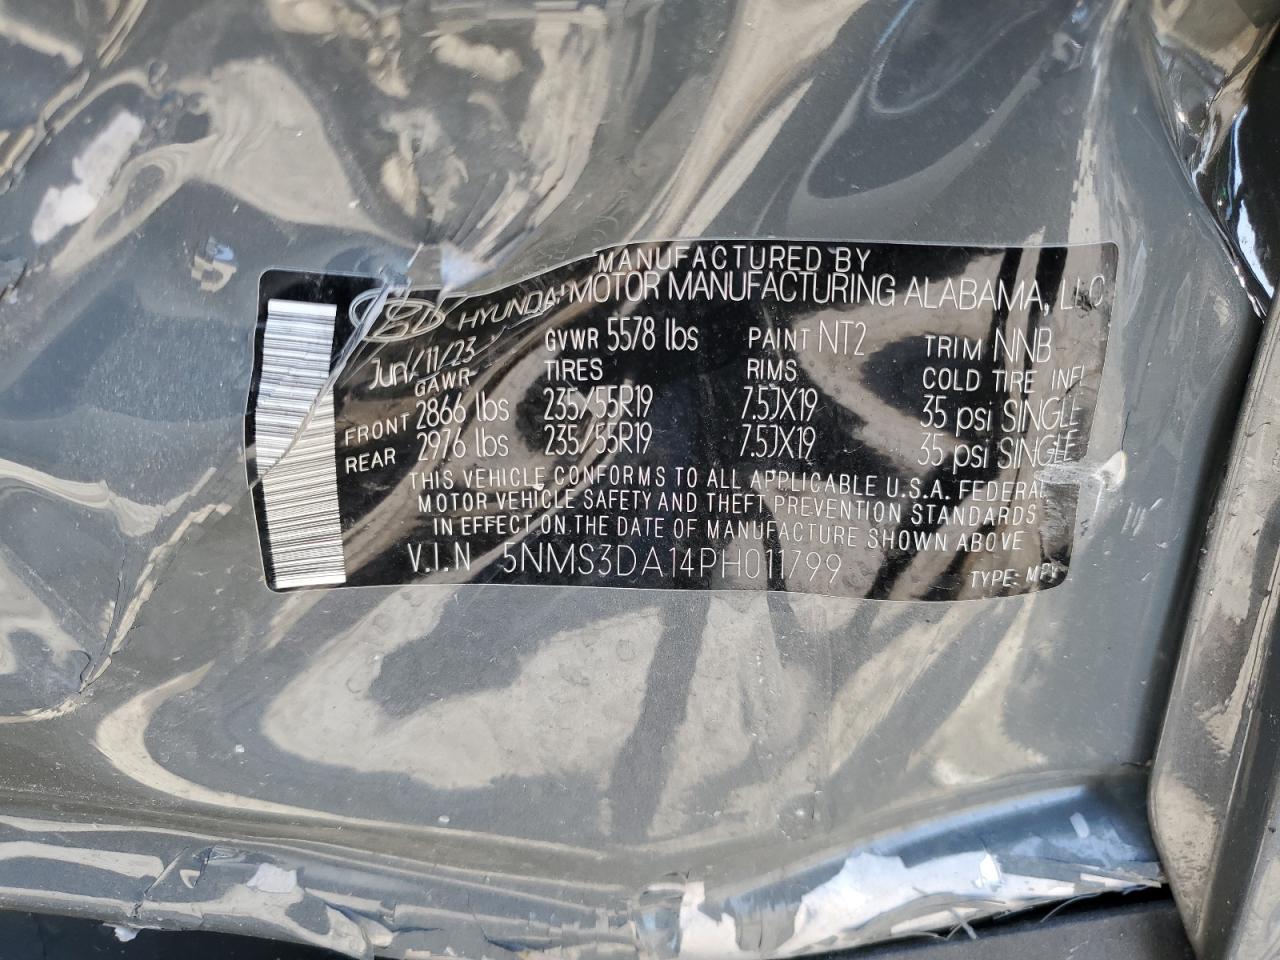 MANUFACTURED BY
HYUNDAI MOTOR MANUFACTURING ALABAMA, LLC
Jun/11/23 GVWR 5578 lbs PAINT NT2 TRIM NNB
GAWR TIRES RIMS COLD TIRE INFL
FRONT 2866 lbs 235/55R19 7.5JX19 35 psi SINGLE
REAR 2976 lbs 235/55R19 7.5JX19 35 psi SINGLE
THIS VEHICLE CONFORMS TO ALL APPLICABLE U.S.A. FEDERAL
MOTOR VEHICLE SAFETY AND THEFT PREVENTION STANDARDS
IN EFFECT ON THE DATE OF MANUFACTURE SHOWN ABOVE
V.I.N 5NMS3DA14PH011799 TYPE: MPV